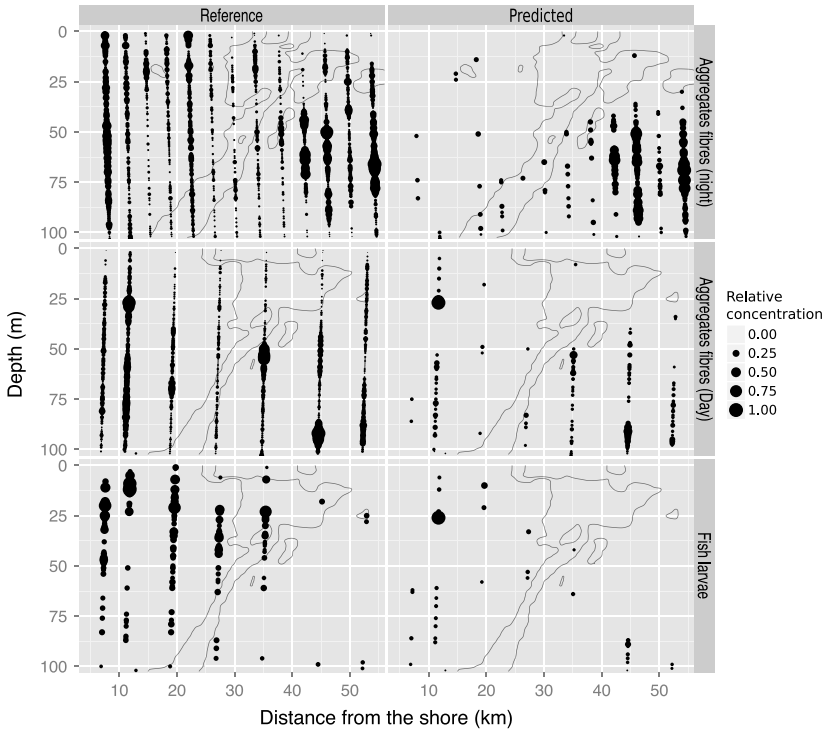 Reference Predicted
0
25
50
75
100
Aggregates fibres (night)
0
25
50
75
100
Aggregates fibres (Day)
0
25
50
75
100
Fish larvae
Depth (m)
10 20 30 40 50 10 20 30 40 50
Distance from the shore (km)
Relative
concentration
0.00
0.25
0.50
0.75
1.00